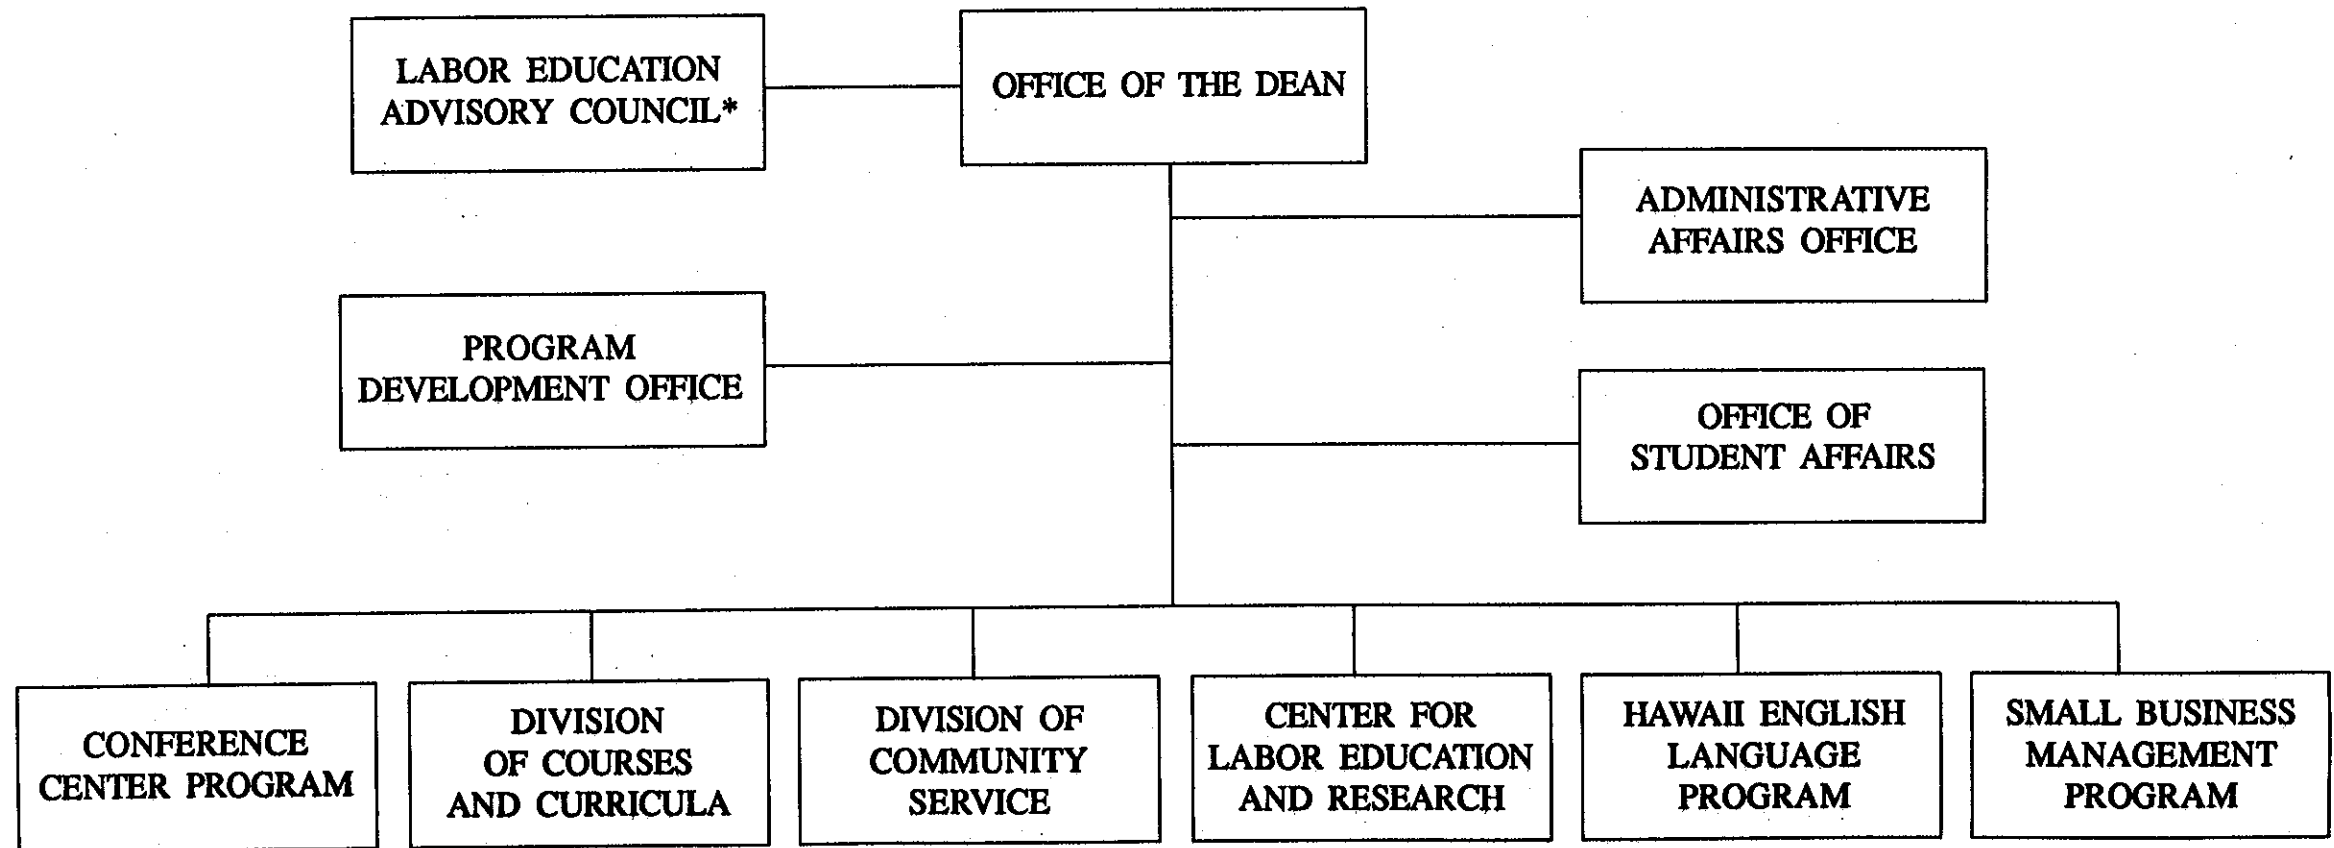 LABOR EDUCATION
ADVISORY COUNCIL*
OFFICE OF THE DEAN
ADMINISTRATIVE
AFFAIRS OFFICE
PROGRAM
DEVELOPMENT OFFICE
OFFICE OF
STUDENT AFFAIRS
CONFERENCE
CENTER PROGRAM
DIVISION
OF COURSES
AND CURRICULA
DIVISION OF
COMMUNITY
SERVICE
CENTER FOR
LABOR EDUCATION
AND RESEARCH
HAWAII ENGLISH
LANGUAGE
PROGRAM
SMALL BUSINESS
MANAGEMENT
PROGRAM